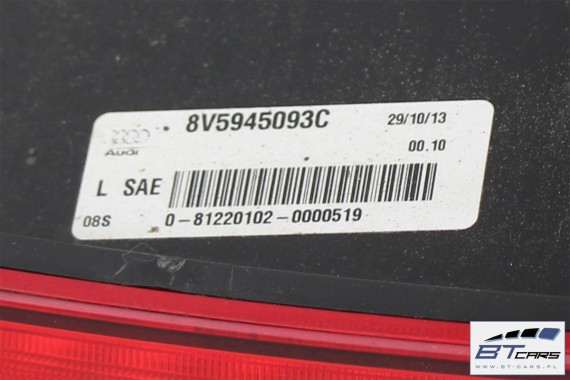 8V5945093C 29/10/13
Audi 00.10
L SAE
08S 0-81220102-0000519
BTCARS
WWW.BT-CARS.PL